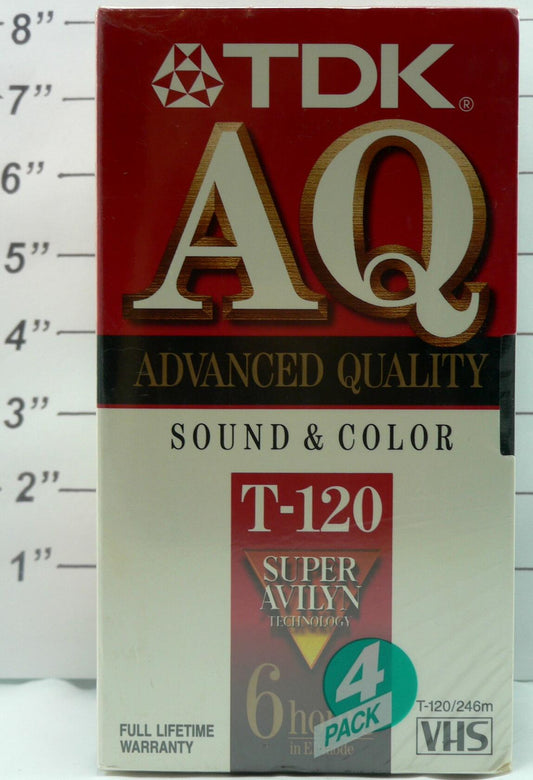 8”
7”
6”
5”
4”
3”
2”
1”
TDK®
AQ
ADVANCED QUALITY
SOUND & COLOR
T-120
SUPER
AVILYN
TECHNOLOGY
6
in
4
PACK
FULL LIFETIME
WARRANTY
T-120/246m
VHS